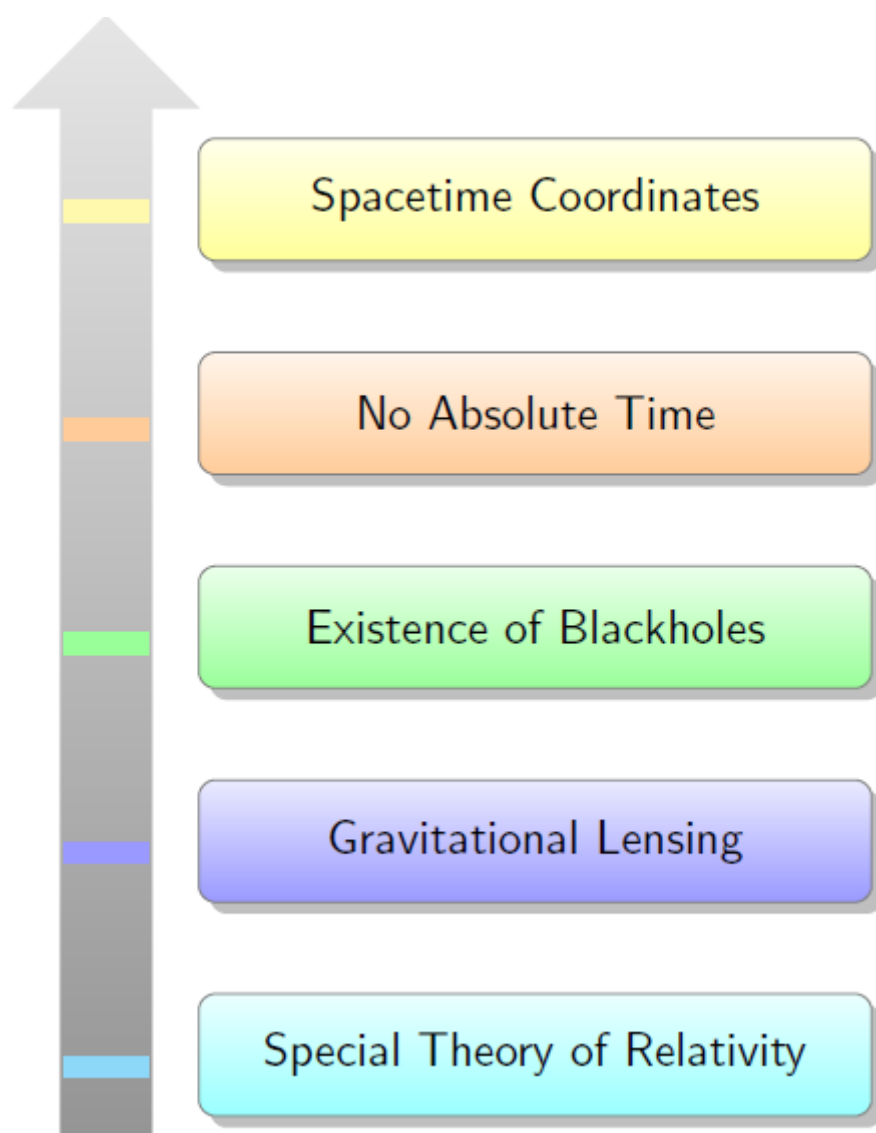 Spacetime Coordinates
No Absolute Time
Existence of Blackholes
Gravitational Lensing
Special Theory of Relativity